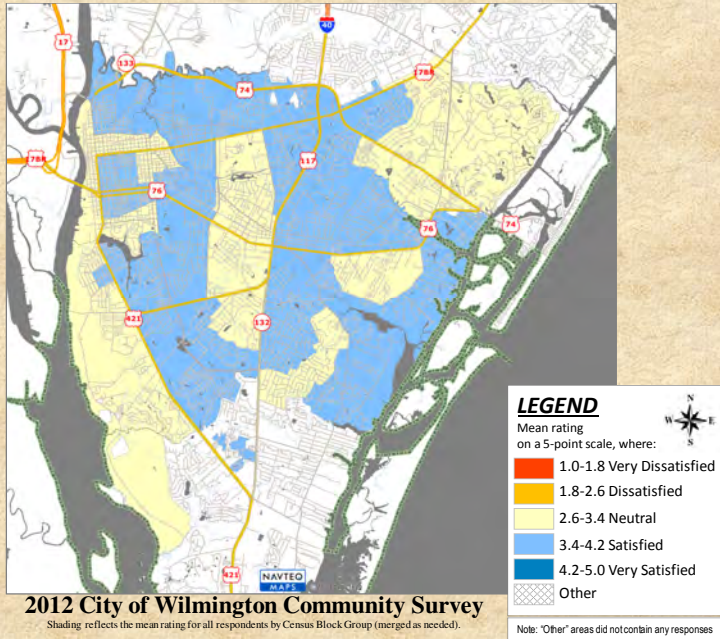 40
17
133
74
17BR
117
17BR
76
76
74
421
132
421
NAVTEQ
MAPS
LEGEND
N
W E
S
Mean rating
on a 5-point scale, where:
1.0-1.8 Very Dissatisfied
1.8-2.6 Dissatisfied
2.6-3.4 Neutral
3.4-4.2 Satisfied
4.2-5.0 Very Satisfied
Other
2012 City of Wilmington Community Survey
Shading reflects the mean rating for all respondents by Census Block Group (merged as needed).
Note: "Other" areas did not contain any responses